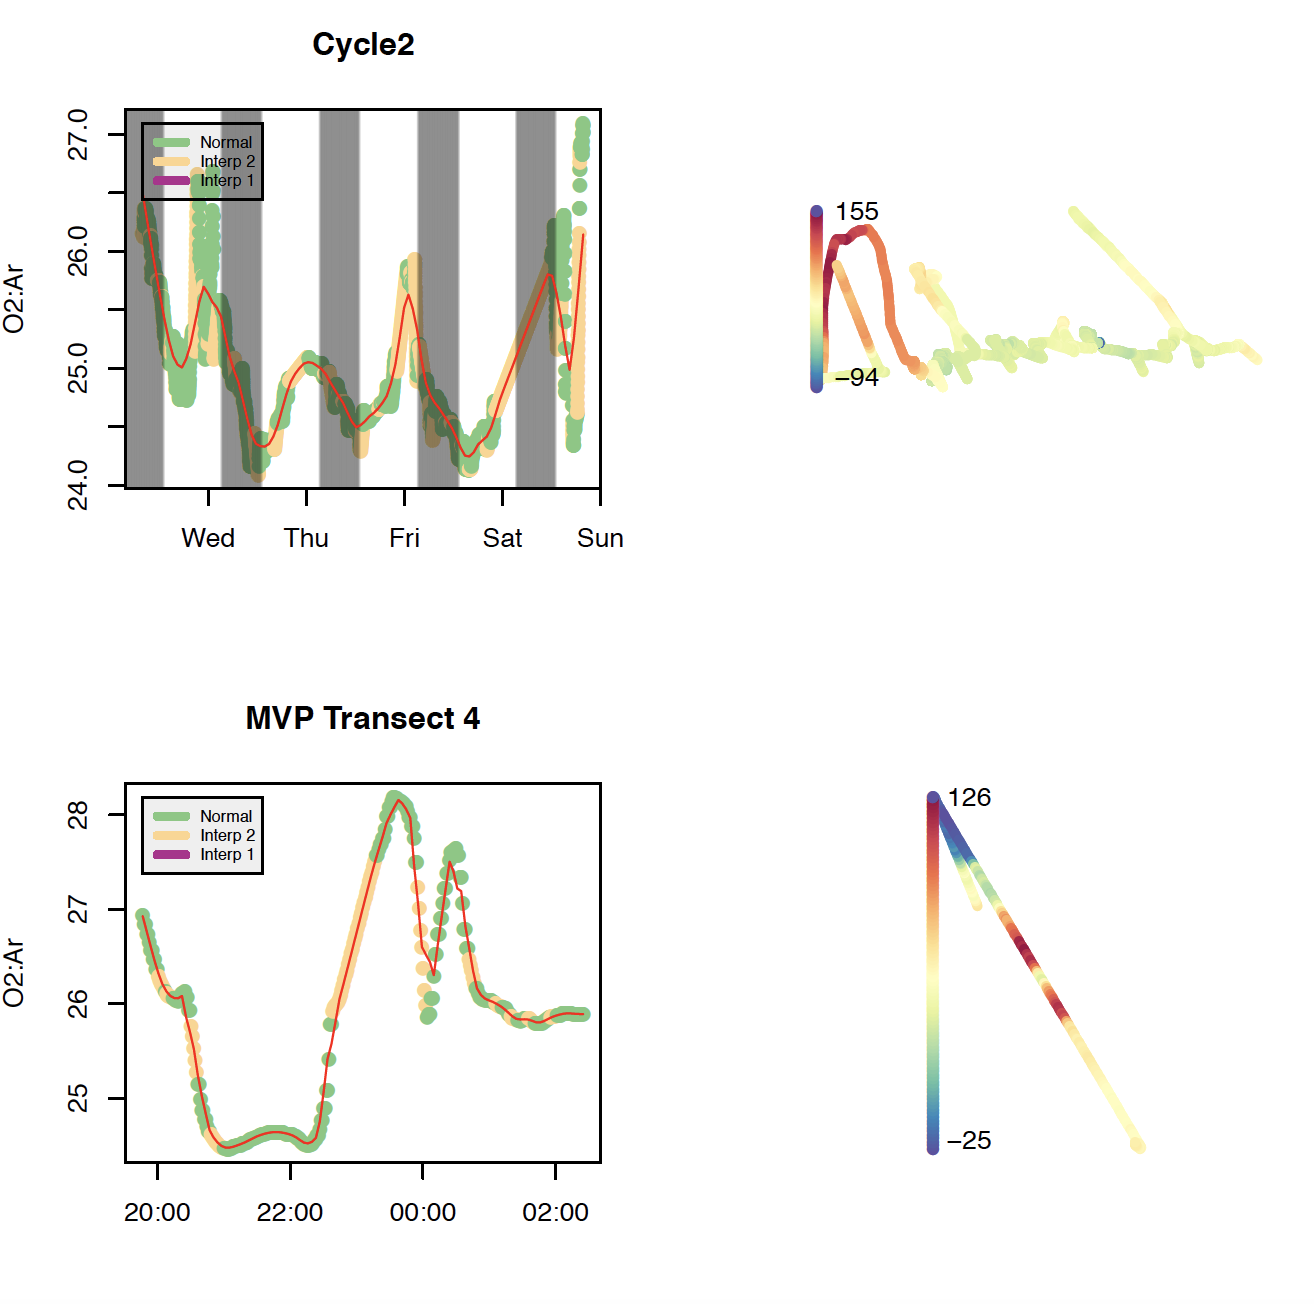 Cycle2
O2:Ar
27.0
26.0
25.0
24.0
Normal
Interp 2
Interp 1
Wed Thu Fri Sat Sun
155
−94
MVP Transect 4
O2:Ar
28
27
26
25
Normal
Interp 2
Interp 1
20:00 22:00 00:00 02:00
126
−25